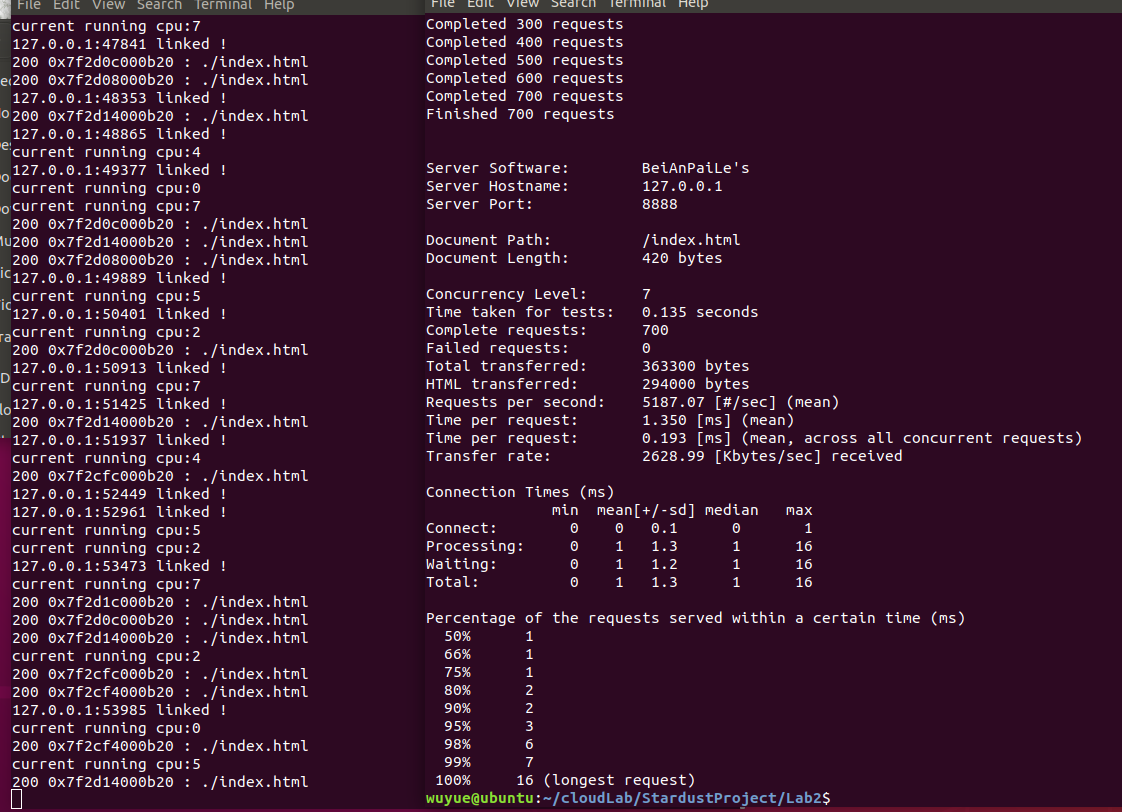 File Edit View Search Terminal Help
current running cpu:7
127.0.0.1:47841 linked !
200 0x7f2d0c000b20 : ./index.html
200 0x7f2d08000b20 : ./index.html
127.0.0.1:48353 linked !
200 0x7f2d14000b20 : ./index.html
127.0.0.1:48865 linked !
current running cpu:4
127.0.0.1:49377 linked !
current running cpu:0
current running cpu:7
200 0x7f2d0c000b20 : ./index.html
200 0x7f2d14000b20 : ./index.html
200 0x7f2d08000b20 : ./index.html
127.0.0.1:49889 linked !
current running cpu:5
127.0.0.1:50401 linked !
current running cpu:2
200 0x7f2d0c000b20 : ./index.html
127.0.0.1:50913 linked !
current running cpu:7
127.0.0.1:51425 linked !
200 0x7f2d14000b20 : ./index.html
127.0.0.1:51937 linked !
current running cpu:4
200 0x7f2cfc000b20 : ./index.html
127.0.0.1:52449 linked !
127.0.0.1:52961 linked !
current running cpu:5
current running cpu:2
127.0.0.1:53473 linked !
current running cpu:7
200 0x7f2d1c000b20 : ./index.html
200 0x7f2d0c000b20 : ./index.html
200 0x7f2d14000b20 : ./index.html
current running cpu:2
200 0x7f2cfc000b20 : ./index.html
200 0x7f2cf4000b20 : ./index.html
127.0.0.1:53985 linked !
current running cpu:0
200 0x7f2cf4000b20 : ./index.html
current running cpu:5
200 0x7f2d14000b20 : ./index.html
File Edit View Search Terminal Help
Completed 300 requests
Completed 400 requests
Completed 500 requests
Completed 600 requests
Completed 700 requests
Finished 700 requests
Server Software: BeiAnPaiLe's
Server Hostname: 127.0.0.1
Server Port: 8888
Document Path: /index.html
Document Length: 420 bytes
Concurrency Level: 7
Time taken for tests: 0.135 seconds
Complete requests: 700
Failed requests: 0
Total transferred: 363300 bytes
HTML transferred: 294000 bytes
Requests per second: 5187.07 [#/sec] (mean)
Time per request: 1.350 [ms] (mean)
Time per request: 0.193 [ms] (mean, across all concurrent requests)
Transfer rate: 2628.99 [Kbytes/sec] received
Connection Times (ms)
min mean[+/-sd] median max
Connect: 0 0 0.1 0 1
Processing: 0 1 1.3 1 16
Waiting: 0 1 1.2 1 16
Total: 0 1 1.3 1 16
Percentage of the requests served within a certain time (ms)
50% 1
66% 1
75% 1
80% 2
90% 2
95% 3
98% 6
99% 7
100% 16 (longest request)
wuyue@ubuntu:~/cloudLab/StardustProject/Lab2$